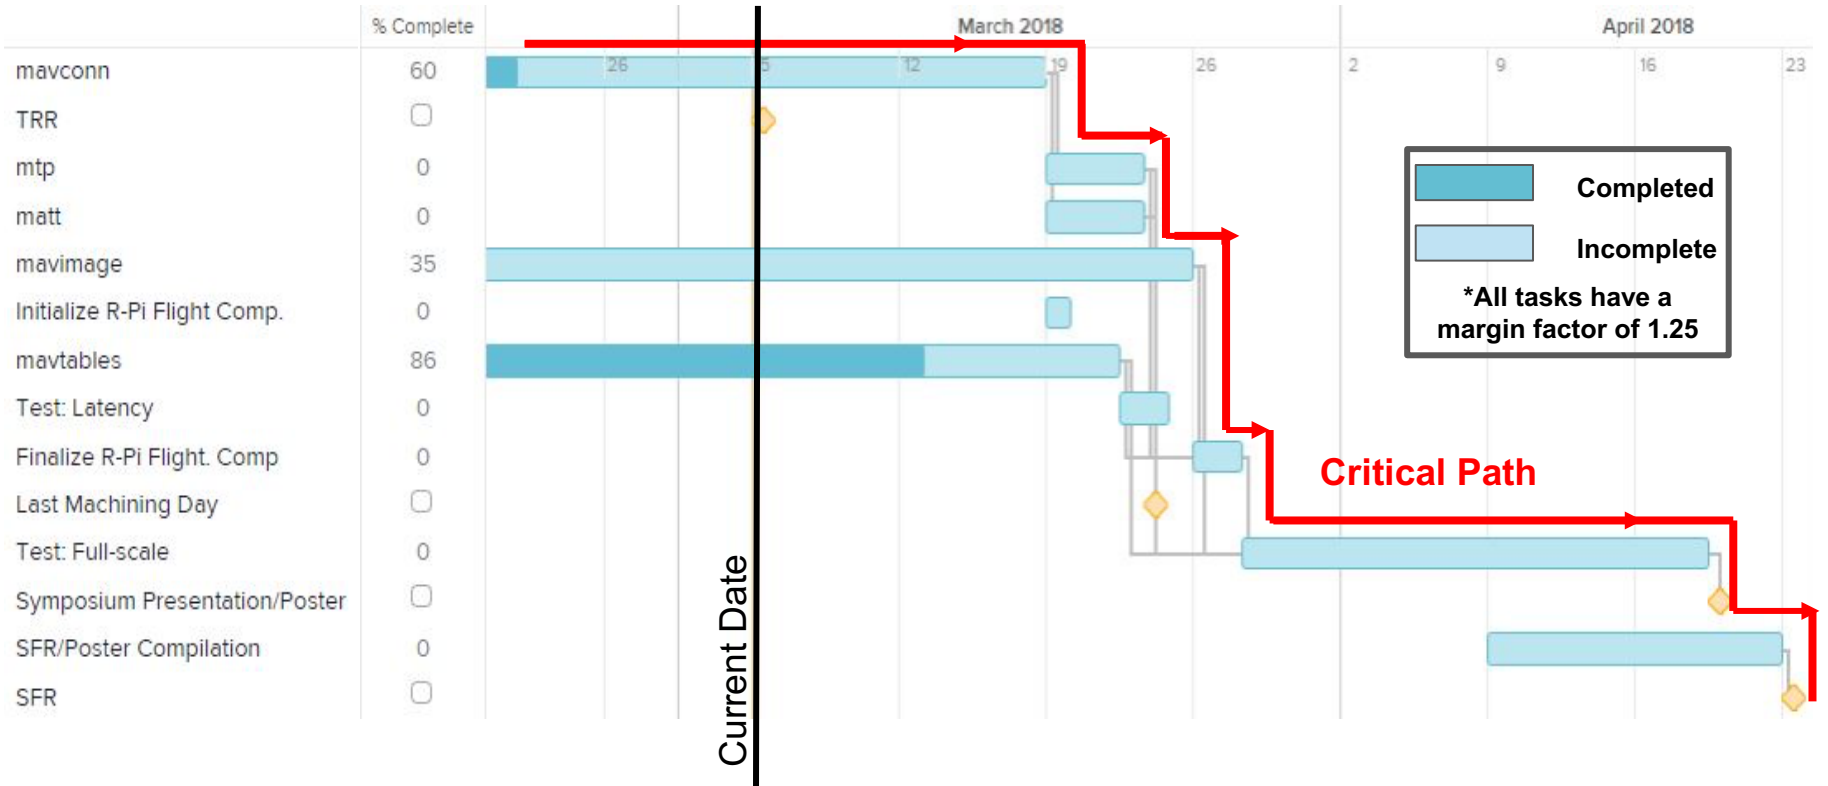 % Complete
March 2018
April 2018
mavconn 60
26
5
12
19
26
2
9
16
23
TRR
mtp 0
matt 0
mavimage 35
Initialize R-Pi Flight Comp. 0
mavtables 86
Test: Latency 0
Finalize R-Pi Flight. Comp 0
Last Machining Day
Test: Full-scale 0
Symposium Presentation/Poster
SFR/Poster Compilation 0
SFR
Completed
Incomplete
*All tasks have a
margin factor of 1.25
Critical Path
Current Date